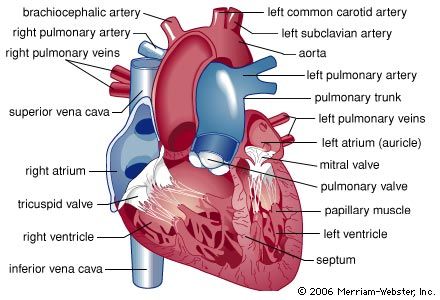 brachiocephalic artery
right pulmonary artery
right pulmonary veins
superior vena cava
right atrium
tricuspid valve
right ventricle
inferior vena cava
left common carotid artery
left subclavian artery
aorta
left pulmonary artery
pulmonary trunk
left pulmonary veins
left atrium (auricle)
mitral valve
pulmonary valve
papillary muscle
left ventricle
septum
© 2006 Merriam-Webster, Inc.